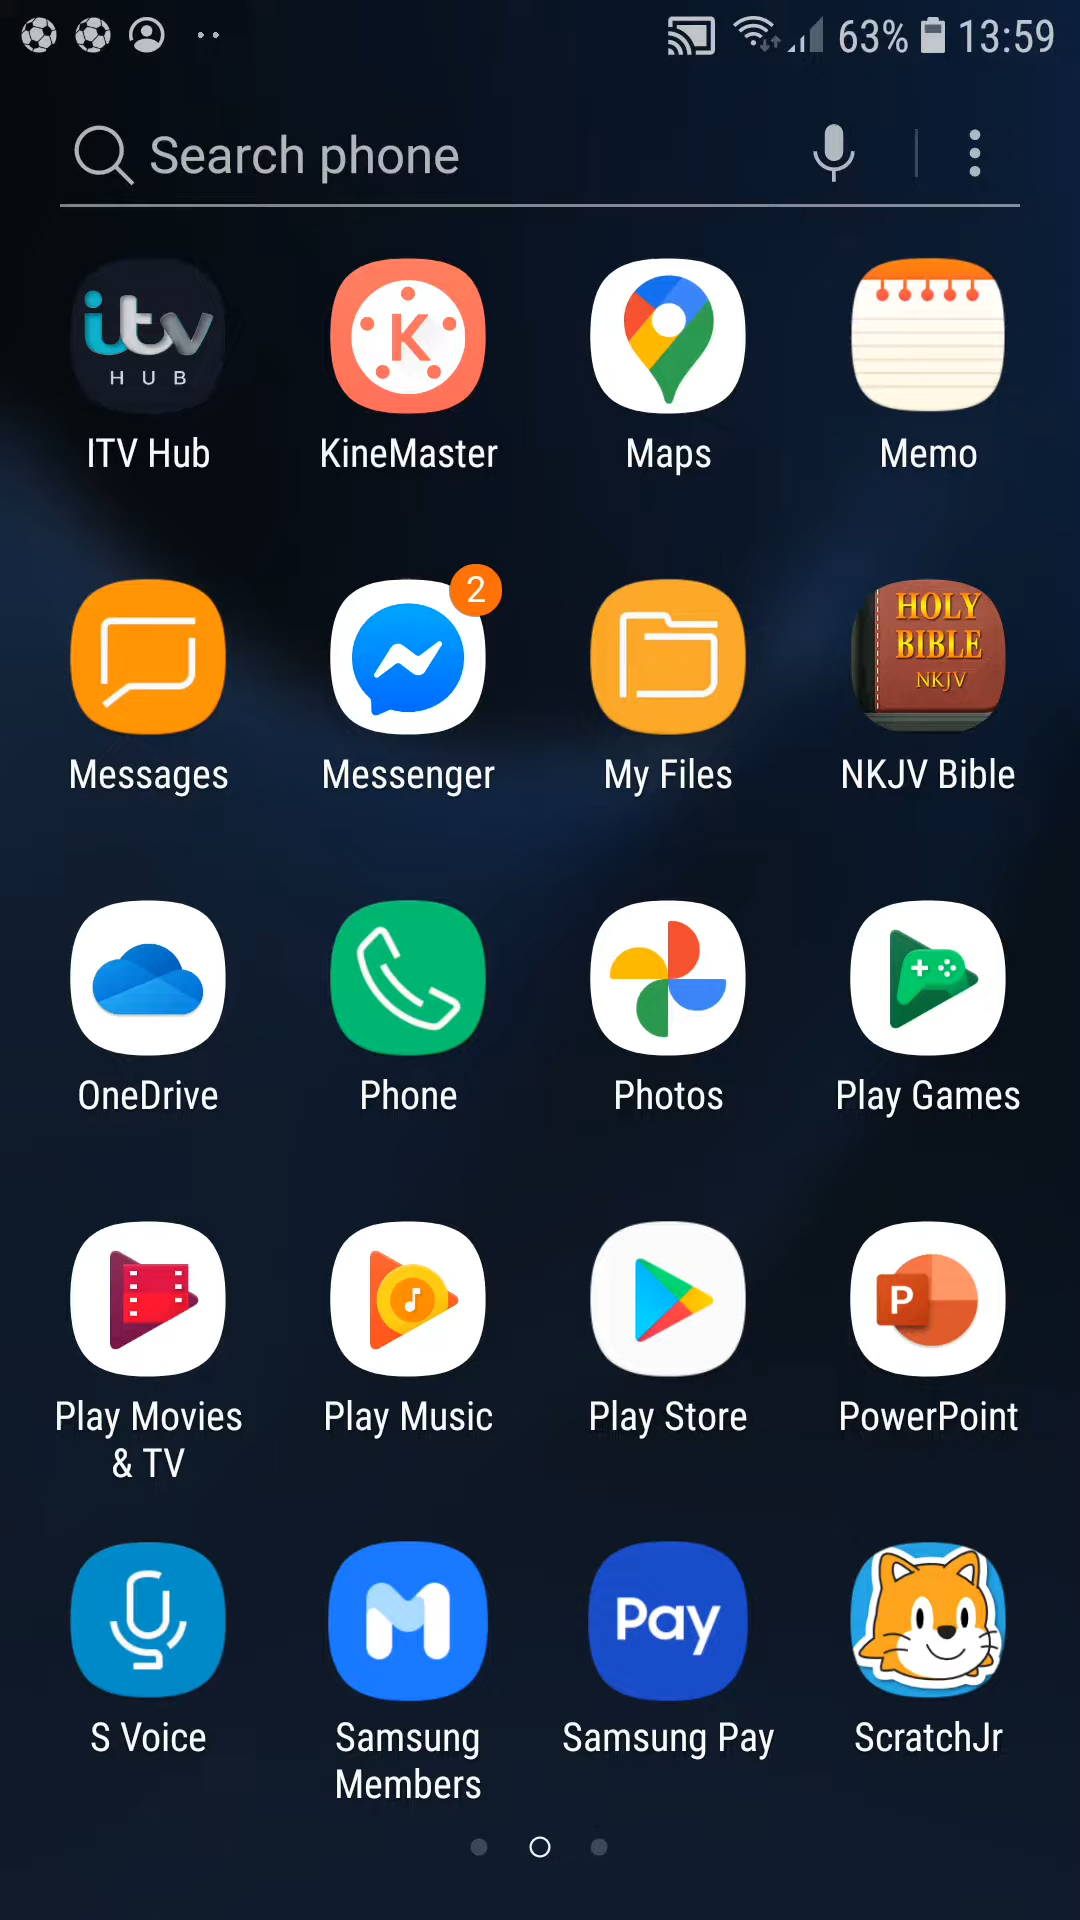 63% 13:59
Search phone
itv
HUB
K
ITV Hub KineMaster Maps Memo
2
HOLY
BIBLE
NKJV
Messages Messenger My Files NKJV Bible
OneDrive Phone Photos Play Games
P
Play Movies
& TV
Play Music Play Store PowerPoint
Pay
S Voice
Samsung
Members
Samsung Pay ScratchJr